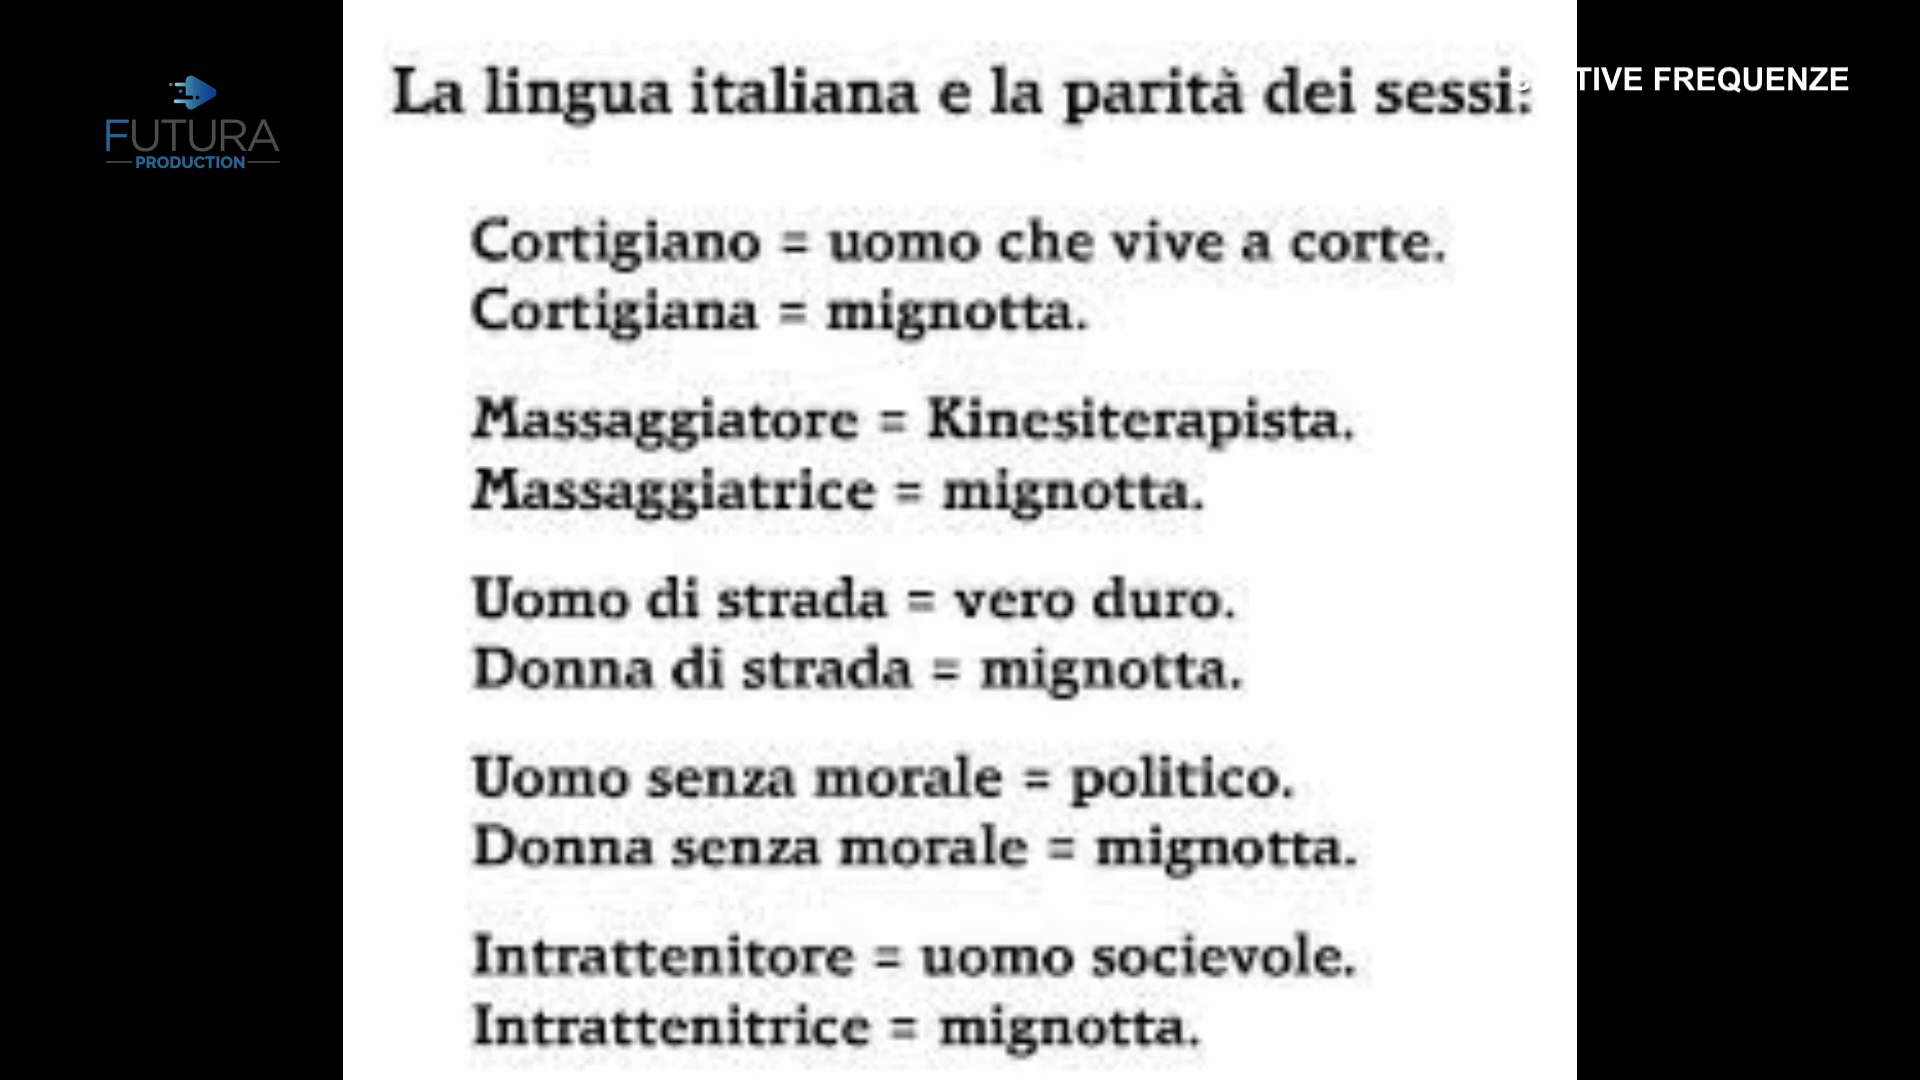 La lingua italiana e la parità dei sessi:
TIVE FREQUENZE
FUTURA
PRODUCTION
Cortigiano = uomo che vive a corte.
Cortigiana = mignotta.
Massaggiatore = Kinesiterapista.
Massaggiatrice = mignotta.
Uomo di strada = vero duro.
Donna di strada = mignotta.
Uomo senza morale = politico.
Donna senza morale = mignotta.
Intrattenitore = uomo socievole.
Intrattenitrice = mignotta.